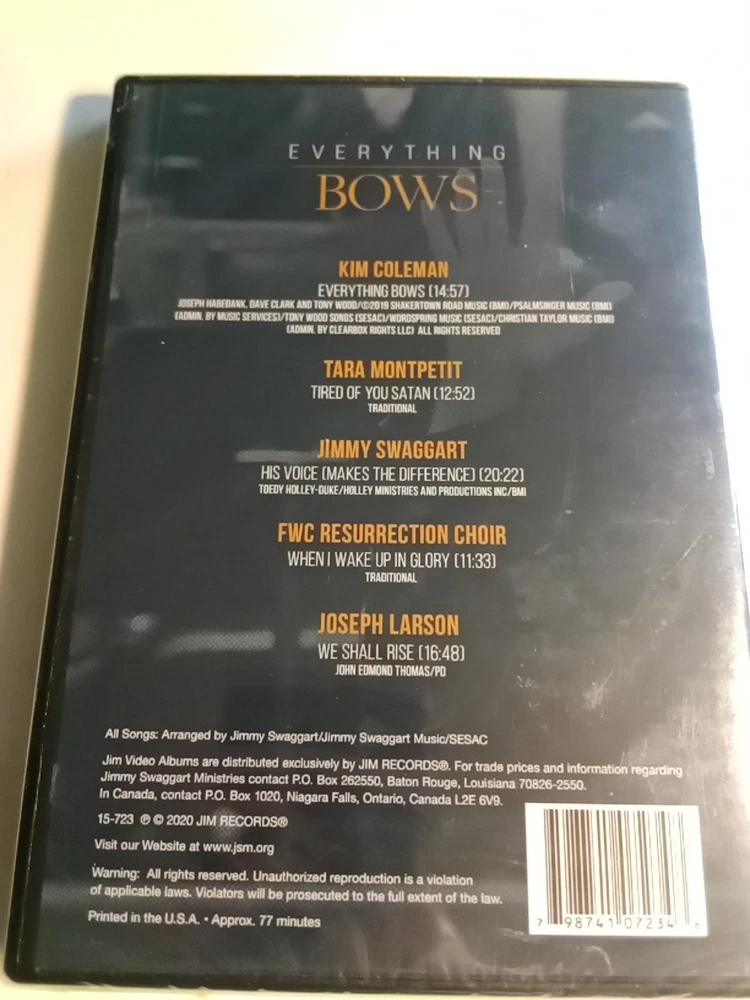 EVERYTHING
BOWS
KIM COLEMAN
EVERYTHING BOWS (14:57)
JOSEPH HABEDANK, DAVE CLARK AND TONY WOOD/©2019 SHAKERTOWN ROAD MUSIC (BMI)/PSALMSINGER MUSIC (BMI)
(ADMIN. BY MUSIC SERVICES)/TONY WOOD SONGS (SESAC)/WORDSPRING MUSIC (SESAC)/CHRISTIAN TAYLOR MUSIC (BMI)
(ADMIN. BY CLEARBOX RIGHTS LLC) ALL RIGHTS RESERVED
TARA MONTPETIT
TIRED OF YOU SATAN (12:52)
TRADITIONAL
JIMMY SWAGGART
HIS VOICE (MAKES THE DIFFERENCE) (20:22)
TOEDY HOLLEY-DUKE/HOLLEY MINISTRIES AND PRODUCTIONS INC/BMI
FWC RESURRECTION CHOIR
WHEN I WAKE UP IN GLORY (11:33)
TRADITIONAL
JOSEPH LARSON
WE SHALL RISE (16:48)
JOHN EDMOND THOMAS/PD
All Songs: Arranged by Jimmy Swaggart/Jimmy Swaggart Music/SESAC
Jim Video Albums are distributed exclusively by JIM RECORDS®. For trade prices and information regarding
Jimmy Swaggart Ministries contact P.O. Box 262550, Baton Rouge, Louisiana 70826-2550.
In Canada, contact P.O. Box 1020, Niagara Falls, Ontario, Canada L2E 6V9.
15-723 ℗ © 2020 JIM RECORDS®
Visit our Website at www.jsm.org
Warning: All rights reserved. Unauthorized reproduction is a violation
of applicable laws. Violators will be prosecuted to the full extent of the law.
Printed in the U.S.A. • Approx. 77 minutes
7 98741 07234 8